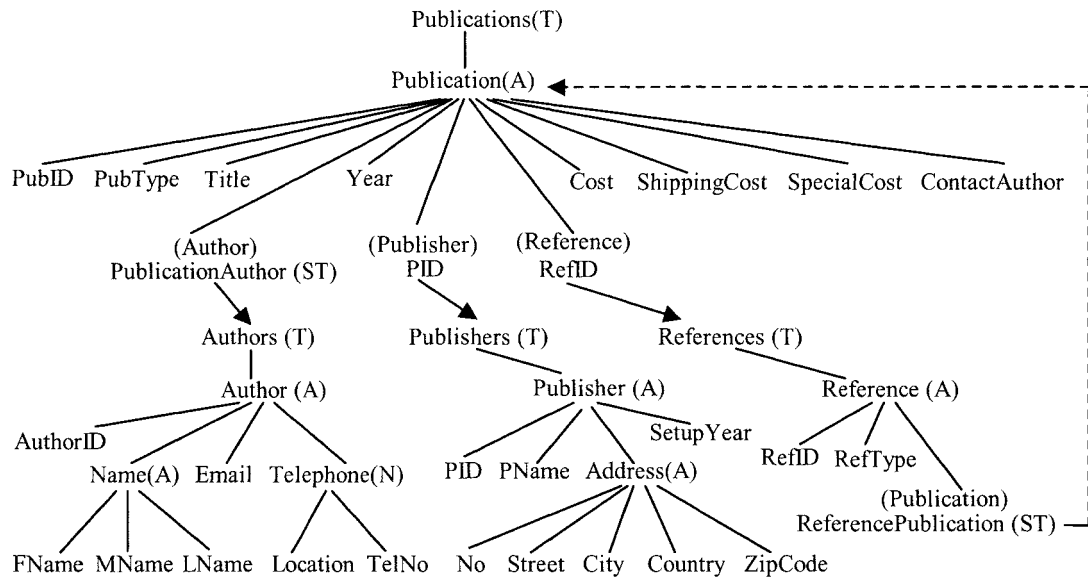 Publications(T)
Publication(A)
PubID PubType Title Year Cost ShippingCost SpecialCost ContactAuthor
(Author) (Publisher) (Reference)
PublicationAuthor (ST) PID RefID
Authors (T) Publishers (T) References (T)
Author (A) Publisher (A) Reference (A)
AuthorID SetupYear
Name(A) Email Telephone(N) PID PName Address(A) RefID RefType
(Publication)
ReferencePublication (ST)
FName MName LName Location TelNo No Street City Country ZipCode